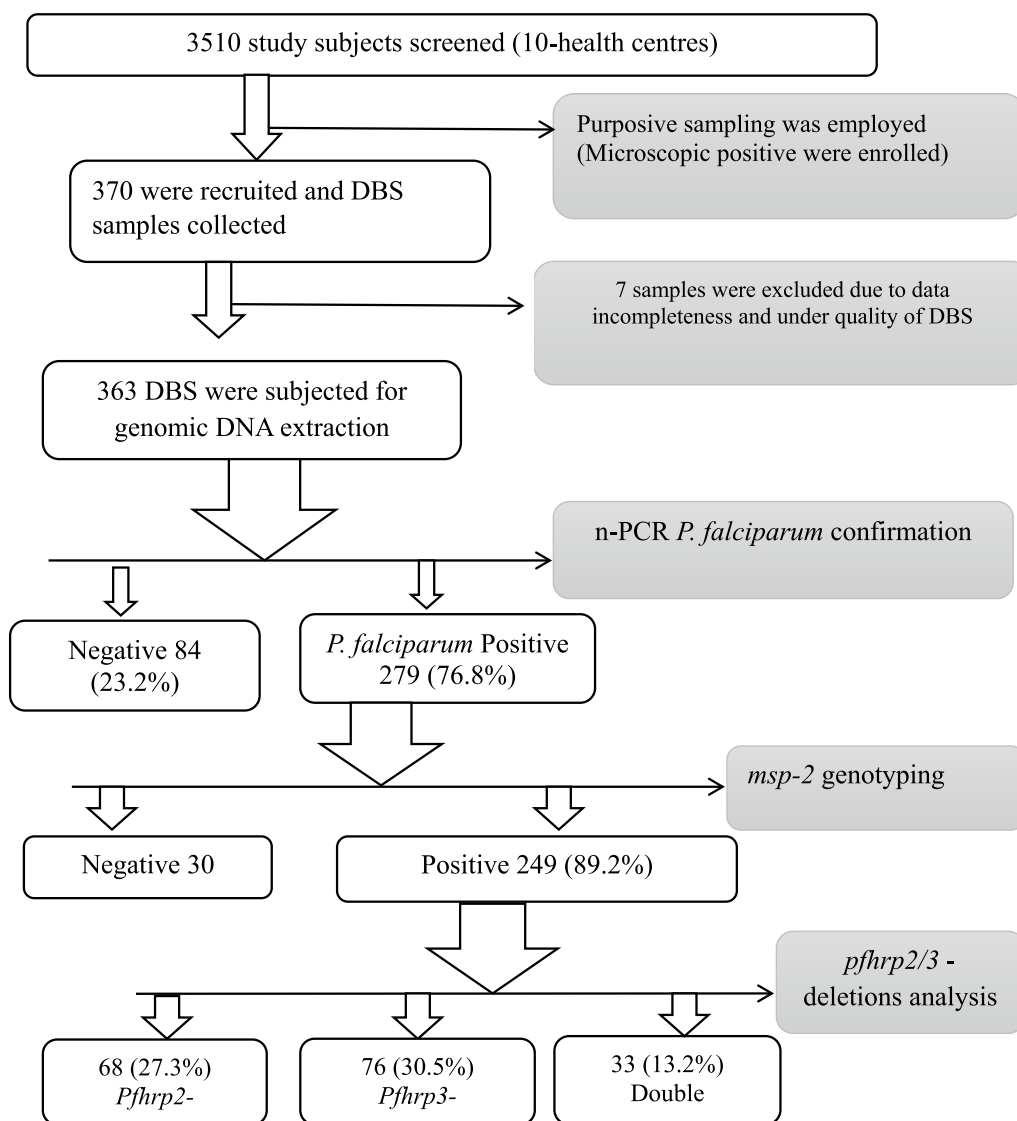 3510 study subjects screened (10-health centres)
Purposive sampling was employed
(Microscopic positive were enrolled)
370 were recruited and DBS
samples collected
7 samples were excluded due to data
incompleteness and under quality of DBS
363 DBS were subjected for
genomic DNA extraction
n-PCR P. falciparum confirmation
Negative 84
(23.2%)
P. falciparum Positive
279 (76.8%)
msp-2 genotyping
Negative 30
Positive 249 (89.2%)
pfhrp2/3 -
deletions analysis
68 (27.3%)
Pfhrp2-
76 (30.5%)
Pfhrp3-
33 (13.2%)
Double